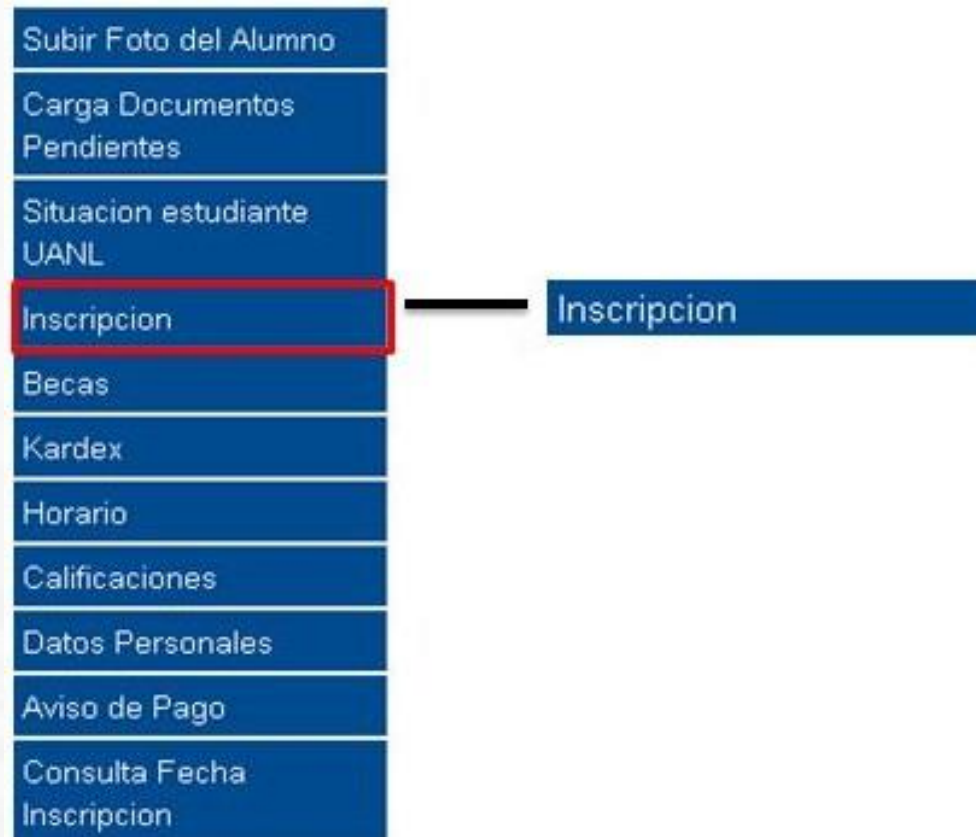 Subir Foto del Alumno
Carga Documentos
Pendientes
Situacion estudiante
UANL
Inscripcion
Inscripcion
Becas
Kardex
Horario
Calificaciones
Datos Personales
Aviso de Pago
Consulta Fecha
Inscripcion